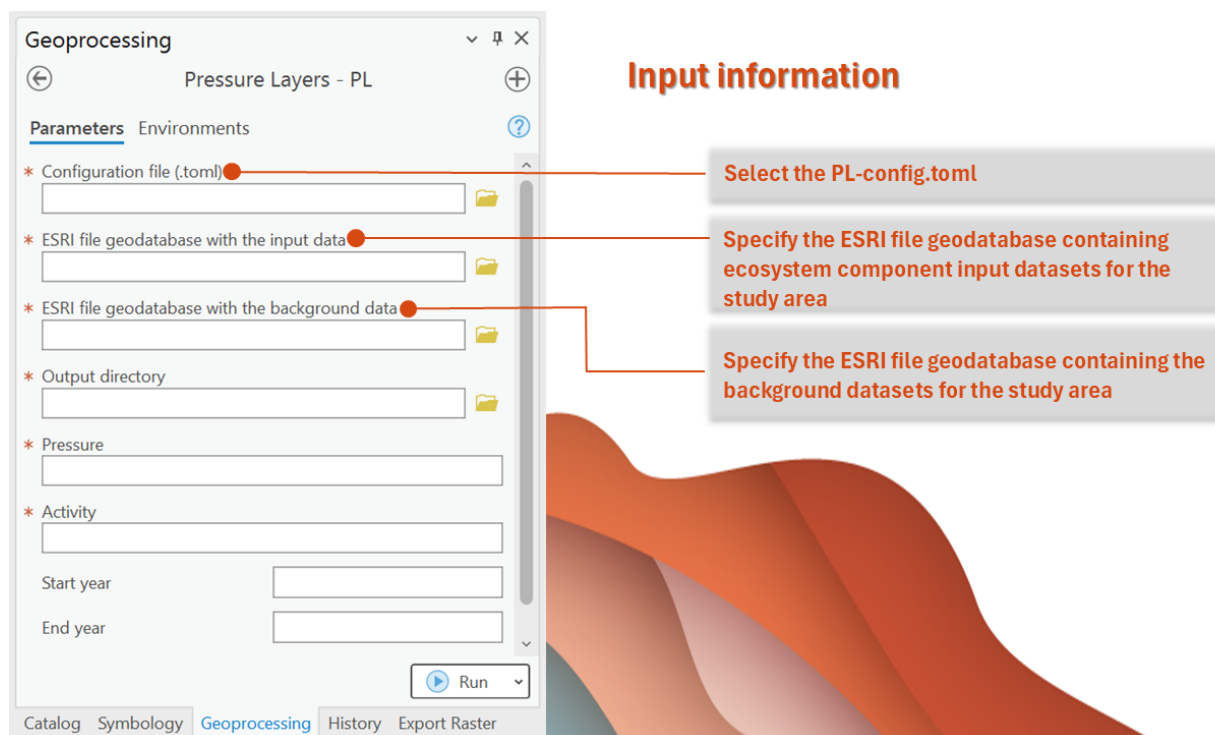 Geoprocessing
Pressure Layers - PL
Parameters Environments
* Configuration file (.toml)
* ESRI file geodatabase with the input data
* ESRI file geodatabase with the background data
* Output directory
* Pressure
* Activity
Start year
End year
Run
Catalog Symbology Geoprocessing History Export Raster
Input information
Select the PL-config.toml
Specify the ESRI file geodatabase containing
ecosystem component input datasets for the
study area
Specify the ESRI file geodatabase containing the
background datasets for the study area